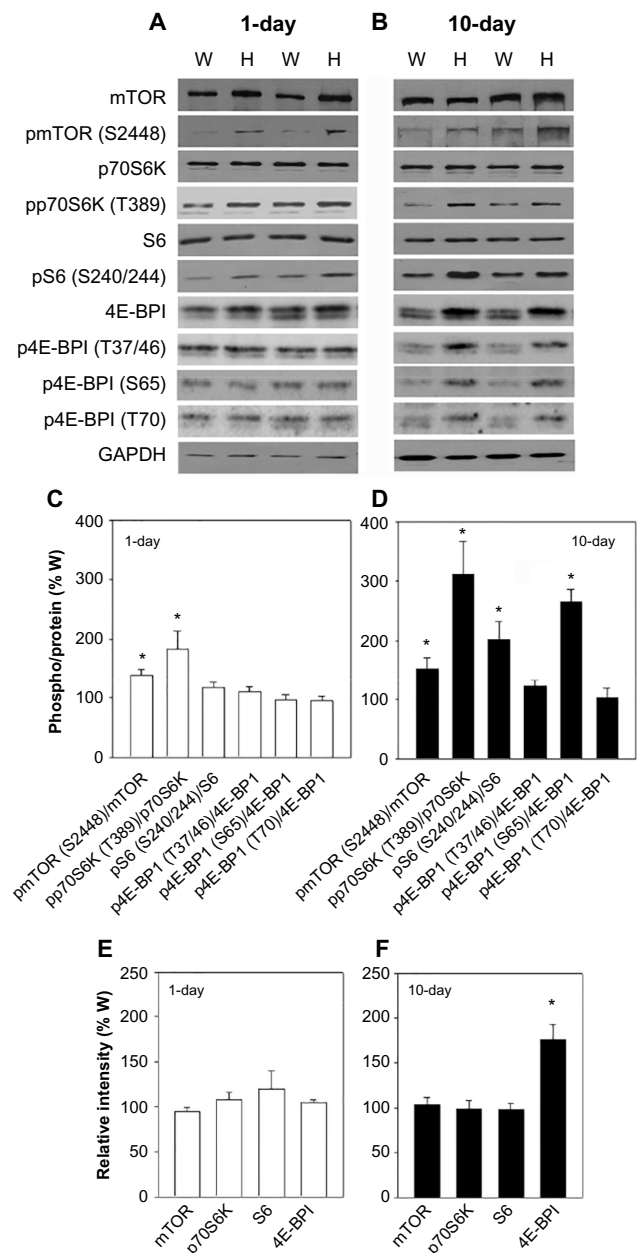 A 1-day B 10-day
W H W H W H W H
mTOR
pmTOR (S2448)
p70S6K
pp70S6K (T389)
S6
pS6 (S240/244)
4E-BPI
p4E-BPI (T37/46)
p4E-BPI (S65)
p4E-BPI (T70)
GAPDH
C D
Phospho/protein (% W)
400
300
200
100
0
1-day
*
*
pmTOR (S2448)/mTOR
pp70S6K (T389)/p70S6K
pS6 (S240/244)/S6
p4E-BP1 (T37/46)/4E-BP1
p4E-BP1 (S65)/4E-BP1
p4E-BP1 (T70)/4E-BP1
400
300
200
100
0
10-day
*
*
*
*
pmTOR (S2448)/mTOR
pp70S6K (T389)/p70S6K
pS6 (S240/244)/S6
p4E-BP1 (T37/46)/4E-BP1
p4E-BP1 (S65)/4E-BP1
p4E-BP1 (T70)/4E-BP1
E F
Relative intensity (% W)
250
200
150
100
50
0
1-day
mTOR
p70S6K
S6
4E-BPI
250
200
150
100
50
0
10-day
*
mTOR
p70S6K
S6
4E-BPI